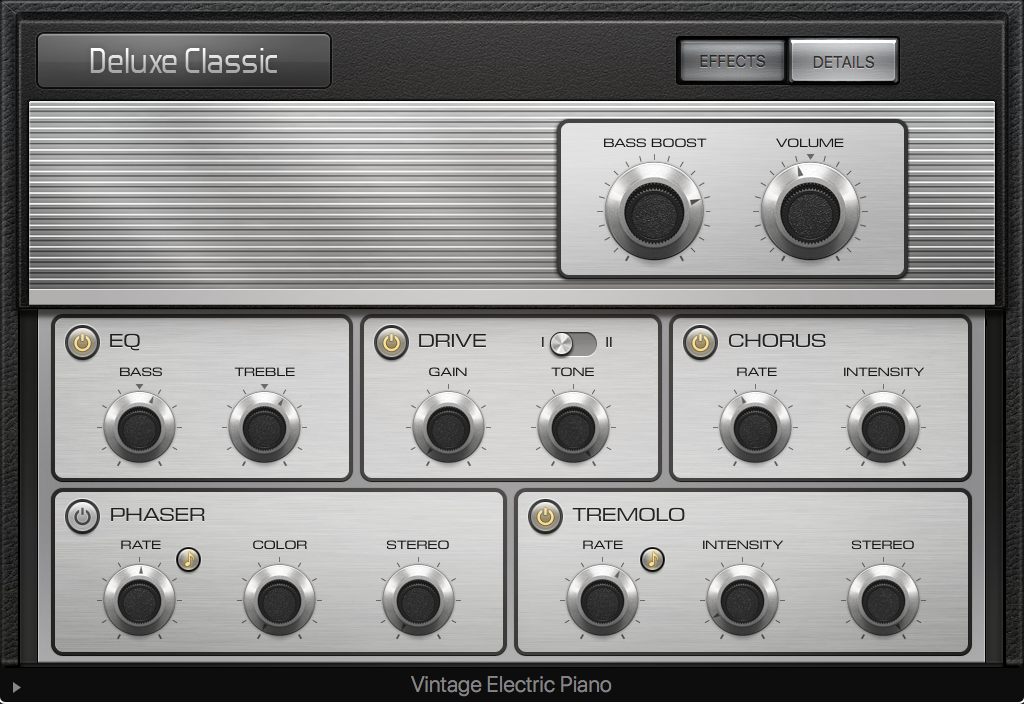 Deluxe Classic
EFFECTS
DETAILS
BASS BOOST
VOLUME
EQ
BASS
TREBLE
DRIVE
I
II
GAIN
TONE
CHORUS
RATE
INTENSITY
PHASER
RATE
COLOR
STEREO
TREMOLO
RATE
INTENSITY
STEREO
Vintage Electric Piano